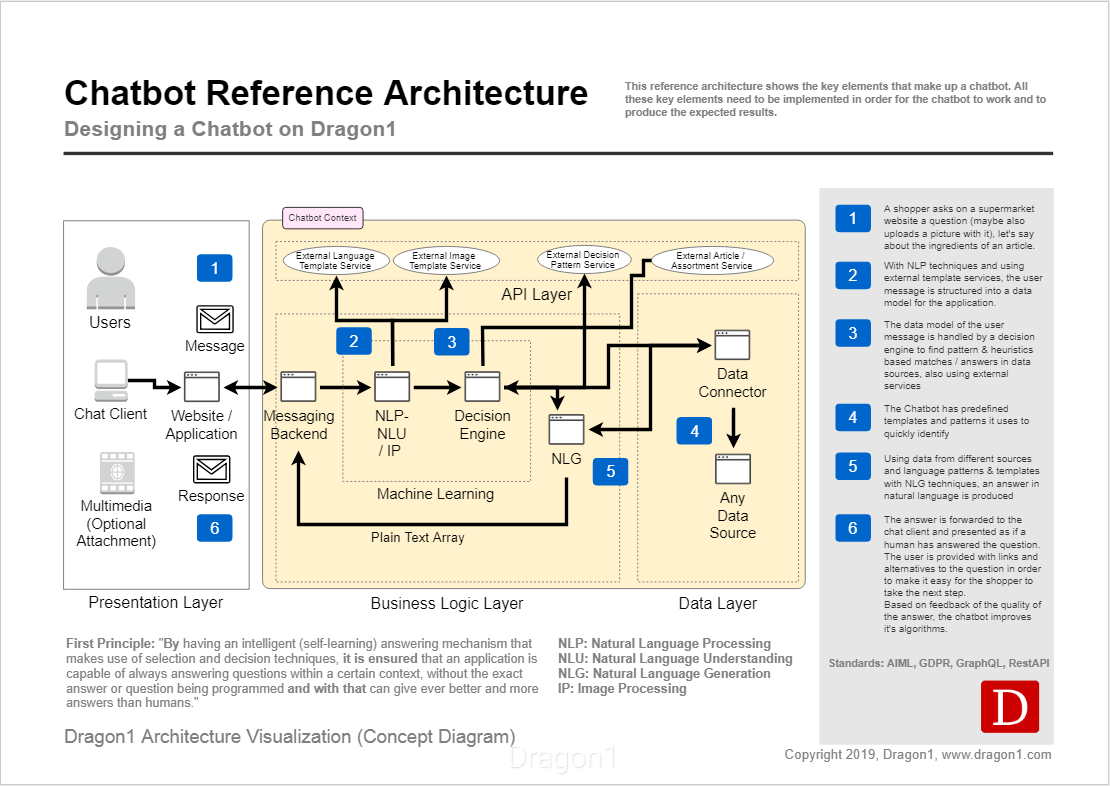 Chatbot Reference Architecture
Designing a Chatbot on Dragon1
This reference architecture shows the key elements that make up a chatbot. All
these key elements need to be implemented in order for the chatbot to work and to
produce the expected results.
1
Users
Message
Chat Client
Website /
Application
Multimedia
(Optional
Attachment)
Response
6
Presentation Layer
Chatbot Context
External Language
Template Service
External Image
Template Service
External Decision
Pattern Service
External Article /
Assortment Service
API Layer
2
3
Messaging
Backend
NLP-
NLU
/ IP
Decision
Engine
NLG
5
Machine Learning
Plain Text Array
Business Logic Layer
Data
Connector
4
Any
Data
Source
Data Layer
1
A shopper asks on a supermarket
website a question (maybe also
uploads a picture with it), let's say
about the ingredients of an article.
2
With NLP techniques and using
external template services, the user
message is structured into a data
model for the application.
3
The data model of the user
message is handled by a decision
engine to find pattern & heuristics
based matches / answers in data
sources, also using external
services
4
The Chatbot has predefined
templates and patterns it uses to
quickly identify
5
Using data from different sources
and language patterns & templates
with NLG techniques, an answer in
natural language is produced
6
The answer is forwarded to the
chat client and presented as if a
human has answered the question.
The user is provided with links and
alternatives to the question in order
to make it easy for the shopper to
take the next step.
Based on feedback of the quality of
the answer, the chatbot improves
it's algorithms.
Standards: AIML, GDPR, GraphQL, RestAPI
D
First Principle: "By having an intelligent (self-learning) answering mechanism that
makes use of selection and decision techniques, it is ensured that an application is
capable of always answering questions within a certain context, without the exact
answer or question being programmed and with that can give ever better and more
answers than humans."
NLP: Natural Language Processing
NLU: Natural Language Understanding
NLG: Natural Language Generation
IP: Image Processing
Dragon1 Architecture Visualization (Concept Diagram)
Dragon1
Copyright 2019, Dragon1, www.dragon1.com